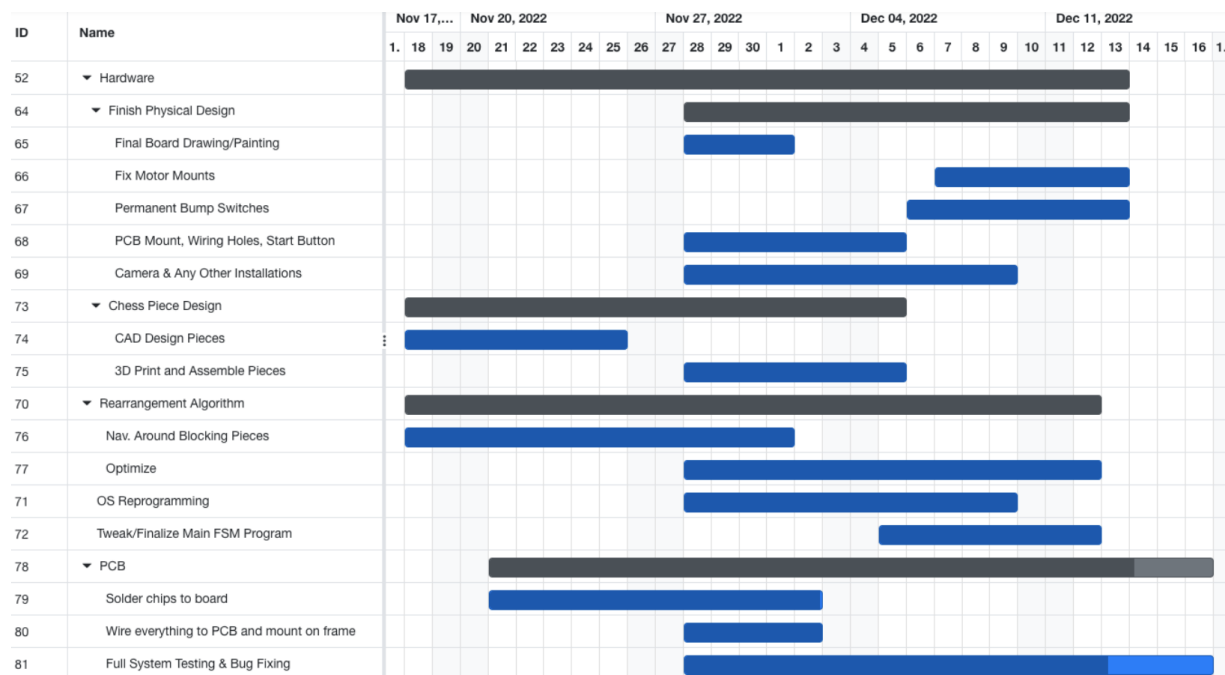 ID Name Nov 17,... Nov 20, 2022 Nov 27, 2022 Dec 04, 2022 Dec 11, 2022
1. 18 19 20 21 22 23 24 25 26 27 28 29 30 1 2 3 4 5 6 7 8 9 10 11 12 13 14 15 16 1.
52 Hardware
64 Finish Physical Design
65 Final Board Drawing/Painting
66 Fix Motor Mounts
67 Permanent Bump Switches
68 PCB Mount, Wiring Holes, Start Button
69 Camera & Any Other Installations
73 Chess Piece Design
74 CAD Design Pieces
75 3D Print and Assemble Pieces
70 Rearrangement Algorithm
76 Nav. Around Blocking Pieces
77 Optimize
71 OS Reprogramming
72 Tweak/Finalize Main FSM Program
78 PCB
79 Solder chips to board
80 Wire everything to PCB and mount on frame
81 Full System Testing & Bug Fixing